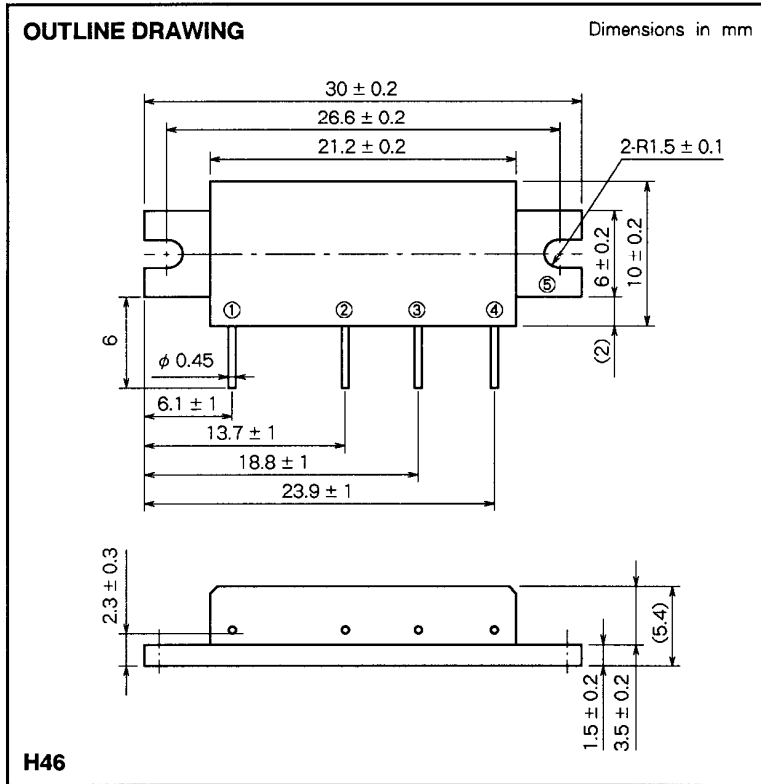 OUTLINE DRAWING
Dimensions in mm
30 ± 0.2
26.6 ± 0.2
21.2 ± 0.2
2-R1.5 ± 0.1
6 ± 0.2
10 ± 0.2
⑤
① ② ③ ④
6
(2)
ϕ 0.45
6.1 ± 1
13.7 ± 1
18.8 ± 1
23.9 ± 1
2.3 ± 0.3
(5.4)
1.5 ± 0.2
3.5 ± 0.2
H46